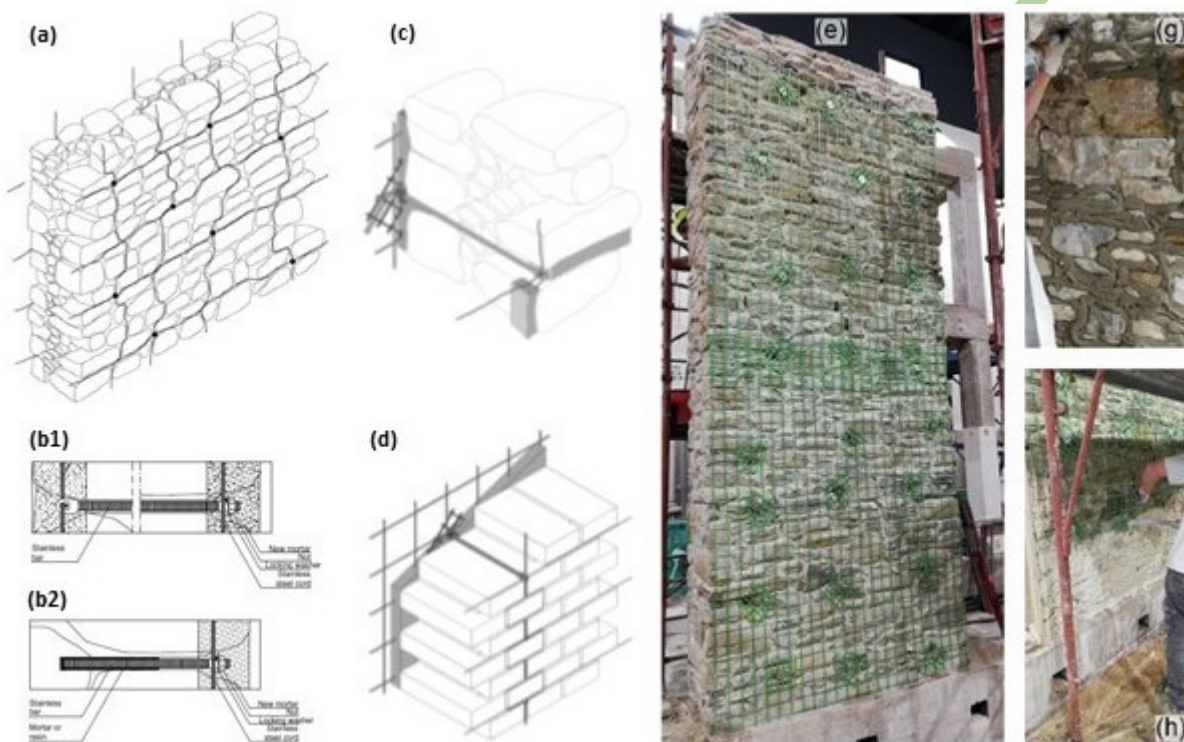 (a)
(c)
(e)
(g)
(b1)
Stainless
bar
New mortar
Nut
Locking washer
Stainless
steel cord
(d)
(b2)
Stainless
bar
Mortar or
resin
New mortar
Nut
Locking washer
Stainless
steel cord
(h)